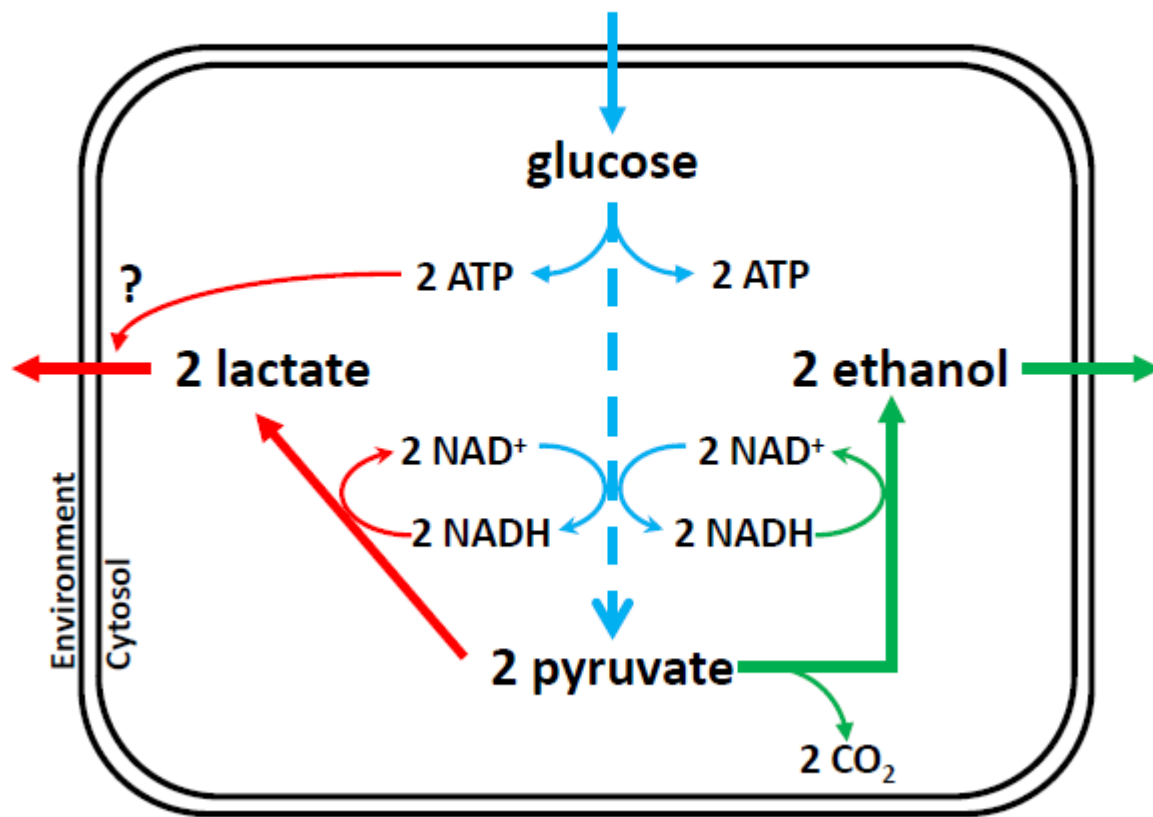 glucose
?
2 ATP
2 ATP
2 lactate
2 ethanol
2 NAD⁺
2 NAD⁺
2 NADH
2 NADH
Environment
Cytosol
2 pyruvate
2 CO₂